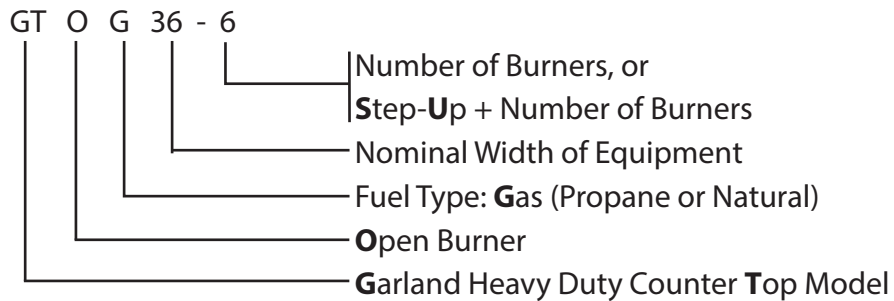 GT O G 36 - 6
Number of Burners, or
Step-Up + Number of Burners
Nominal Width of Equipment
Fuel Type: Gas (Propane or Natural)
Open Burner
Garland Heavy Duty Counter Top Model